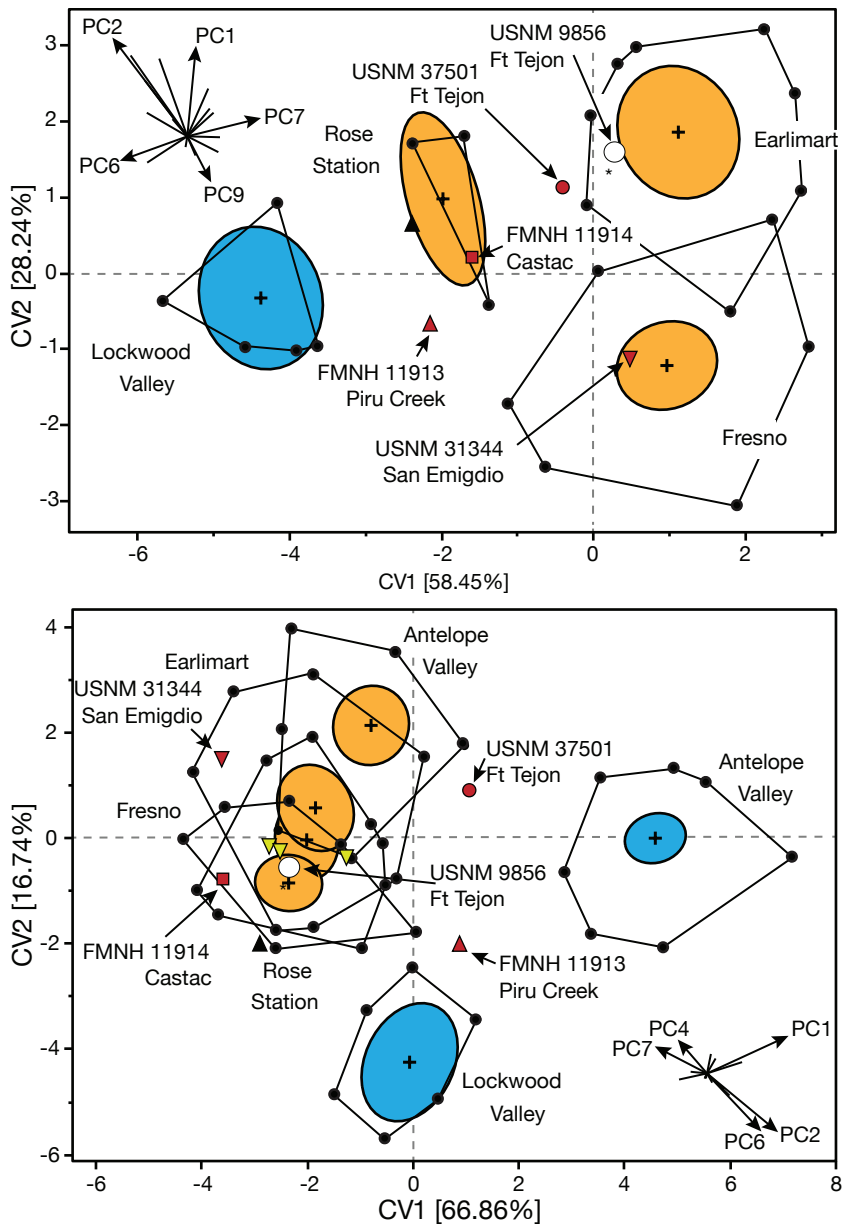 PC2
PC1
PC7
PC6
PC9
USNM 9856
Ft Tejon
USNM 37501
Ft Tejon
Rose
Station
Earlimart
FMNH 11914
Castac
Lockwood
Valley
FMNH 11913
Piru Creek
USNM 31344
San Emigdio
Fresno
*
3
2
1
0
-1
-2
-3
CV2 [28.24%]
-6
-4
-2
0
2
CV1 [58.45%]
Antelope
Valley
Earlimart
USNM 31344
San Emigdio
USNM 37501
Ft Tejon
Antelope
Valley
Fresno
USNM 9856
Ft Tejon
*
FMNH 11914
Castac
Rose
Station
FMNH 11913
Piru Creek
Lockwood
Valley
PC4
PC1
PC7
PC6
PC2
4
2
0
-2
-4
-6
CV2 [16.74%]
-6
-4
-2
0
2
4
6
8
CV1 [66.86%]